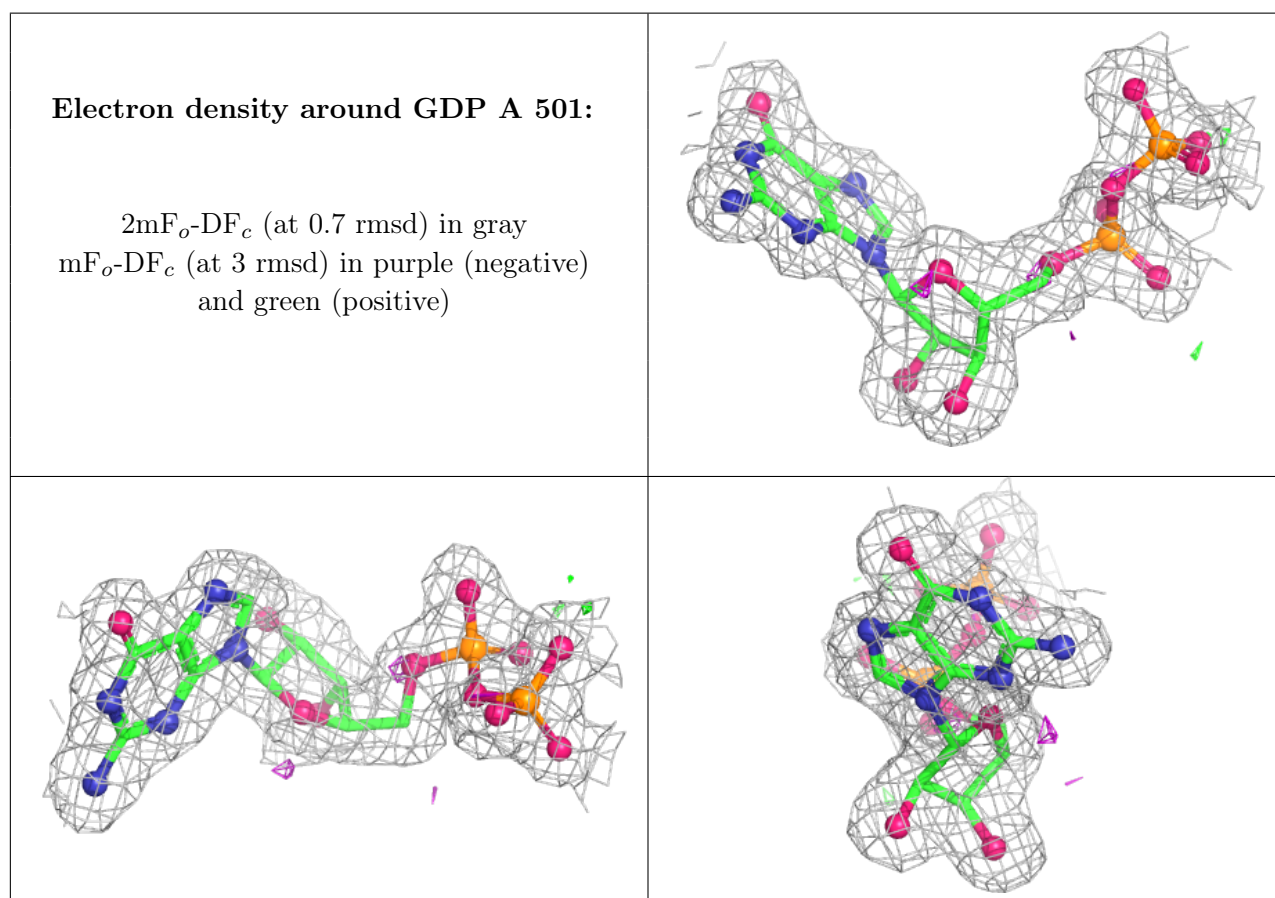 Electron density around GDP A 501:
2mFo-DFc (at 0.7 rmsd) in gray
mFo-DFc (at 3 rmsd) in purple (negative)
and green (positive)